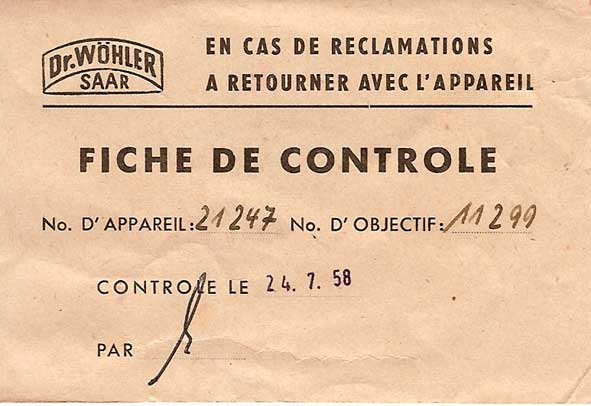 Dr. WÖHLER
SAAR
EN CAS DE RECLAMATIONS
A RETOURNER AVEC L'APPAREIL
FICHE DE CONTROLE
No. D'APPAREIL: 21247 No. D'OBJECTIF: 11299
CONTROLE LE 24. 7. 58
PAR